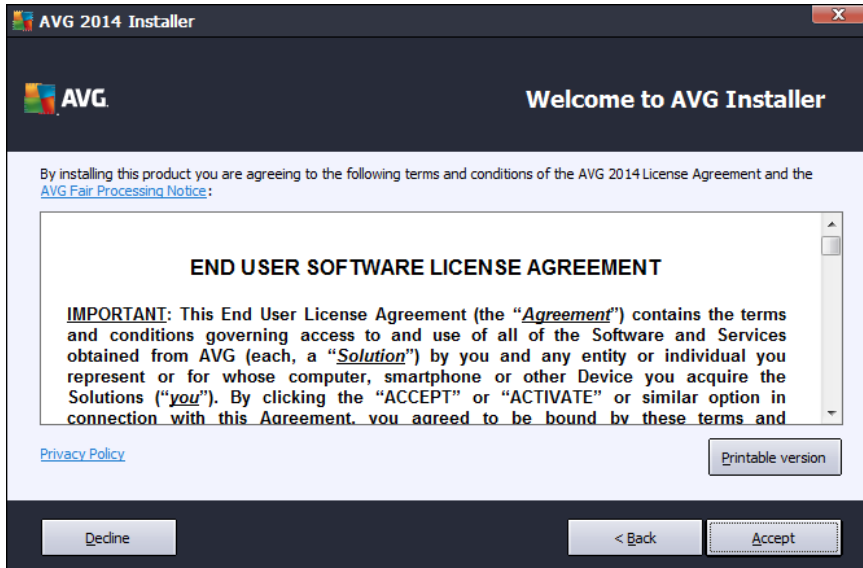 AVG 2014 Installer
X
AVG.
Welcome to AVG Installer
By installing this product you are agreeing to the following terms and conditions of the AVG 2014 License Agreement and the
AVG Fair Processing Notice:
END USER SOFTWARE LICENSE AGREEMENT
IMPORTANT: This End User License Agreement (the “Agreement”) contains the terms
and conditions governing access to and use of all of the Software and Services
obtained from AVG (each, a “Solution”) by you and any entity or individual you
represent or for whose computer, smartphone or other Device you acquire the
Solutions (“you”). By clicking the “ACCEPT” or “ACTIVATE” or similar option in
connection with this Agreement, you agreed to be bound by these terms and
Privacy Policy
Printable version
Decline
< Back
Accept